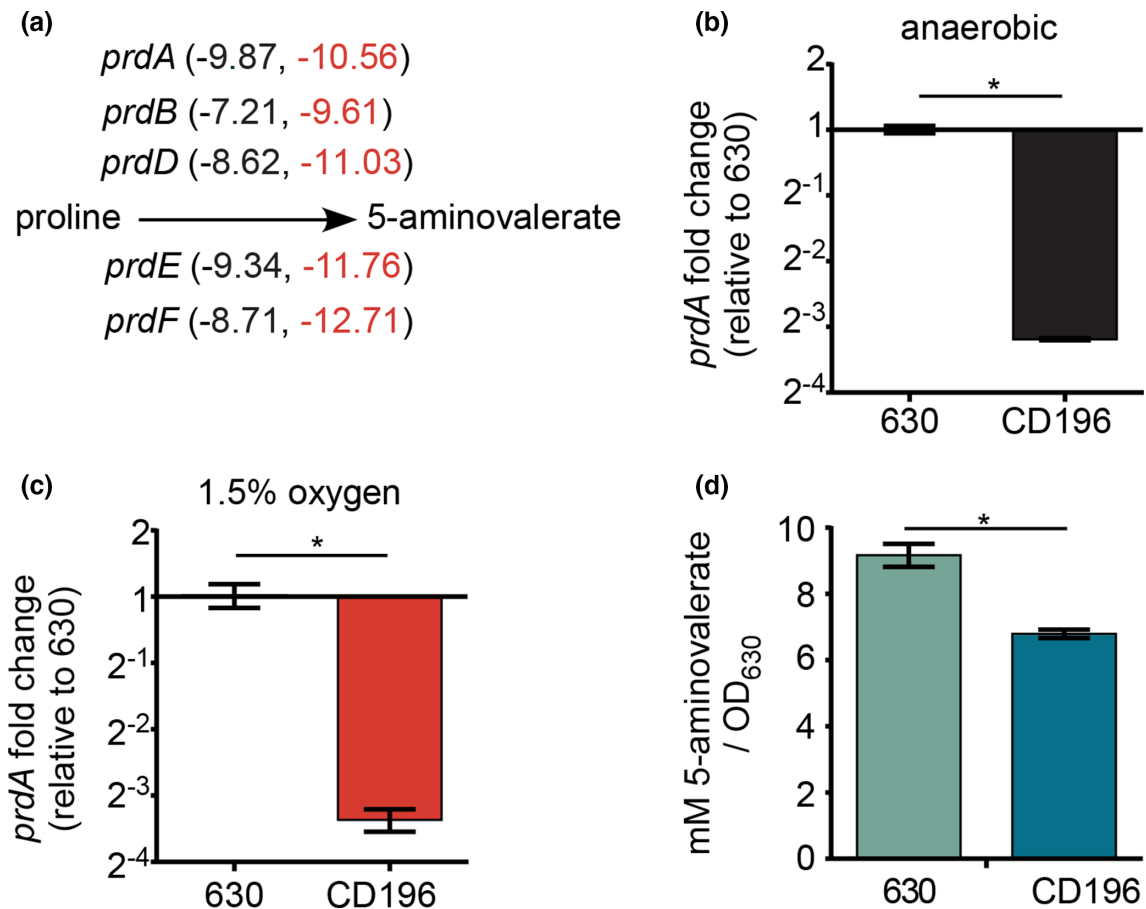 (a)
prdA (-9.87, -10.56)
prdB (-7.21, -9.61)
prdD (-8.62, -11.03)
proline 5-aminovalerate
prdE (-9.34, -11.76)
prdF (-8.71, -12.71)
(b)
anaerobic
prdA fold change
(relative to 630)
2
1
2-1
2-2
2-3
2-4
*
630 CD196
(c)
1.5% oxygen
prdA fold change
(relative to 630)
2
1
2-1
2-2
2-3
2-4
*
630 CD196
(d)
mM 5-aminovalerate
/ OD630
10
8
6
4
2
0
*
630 CD196